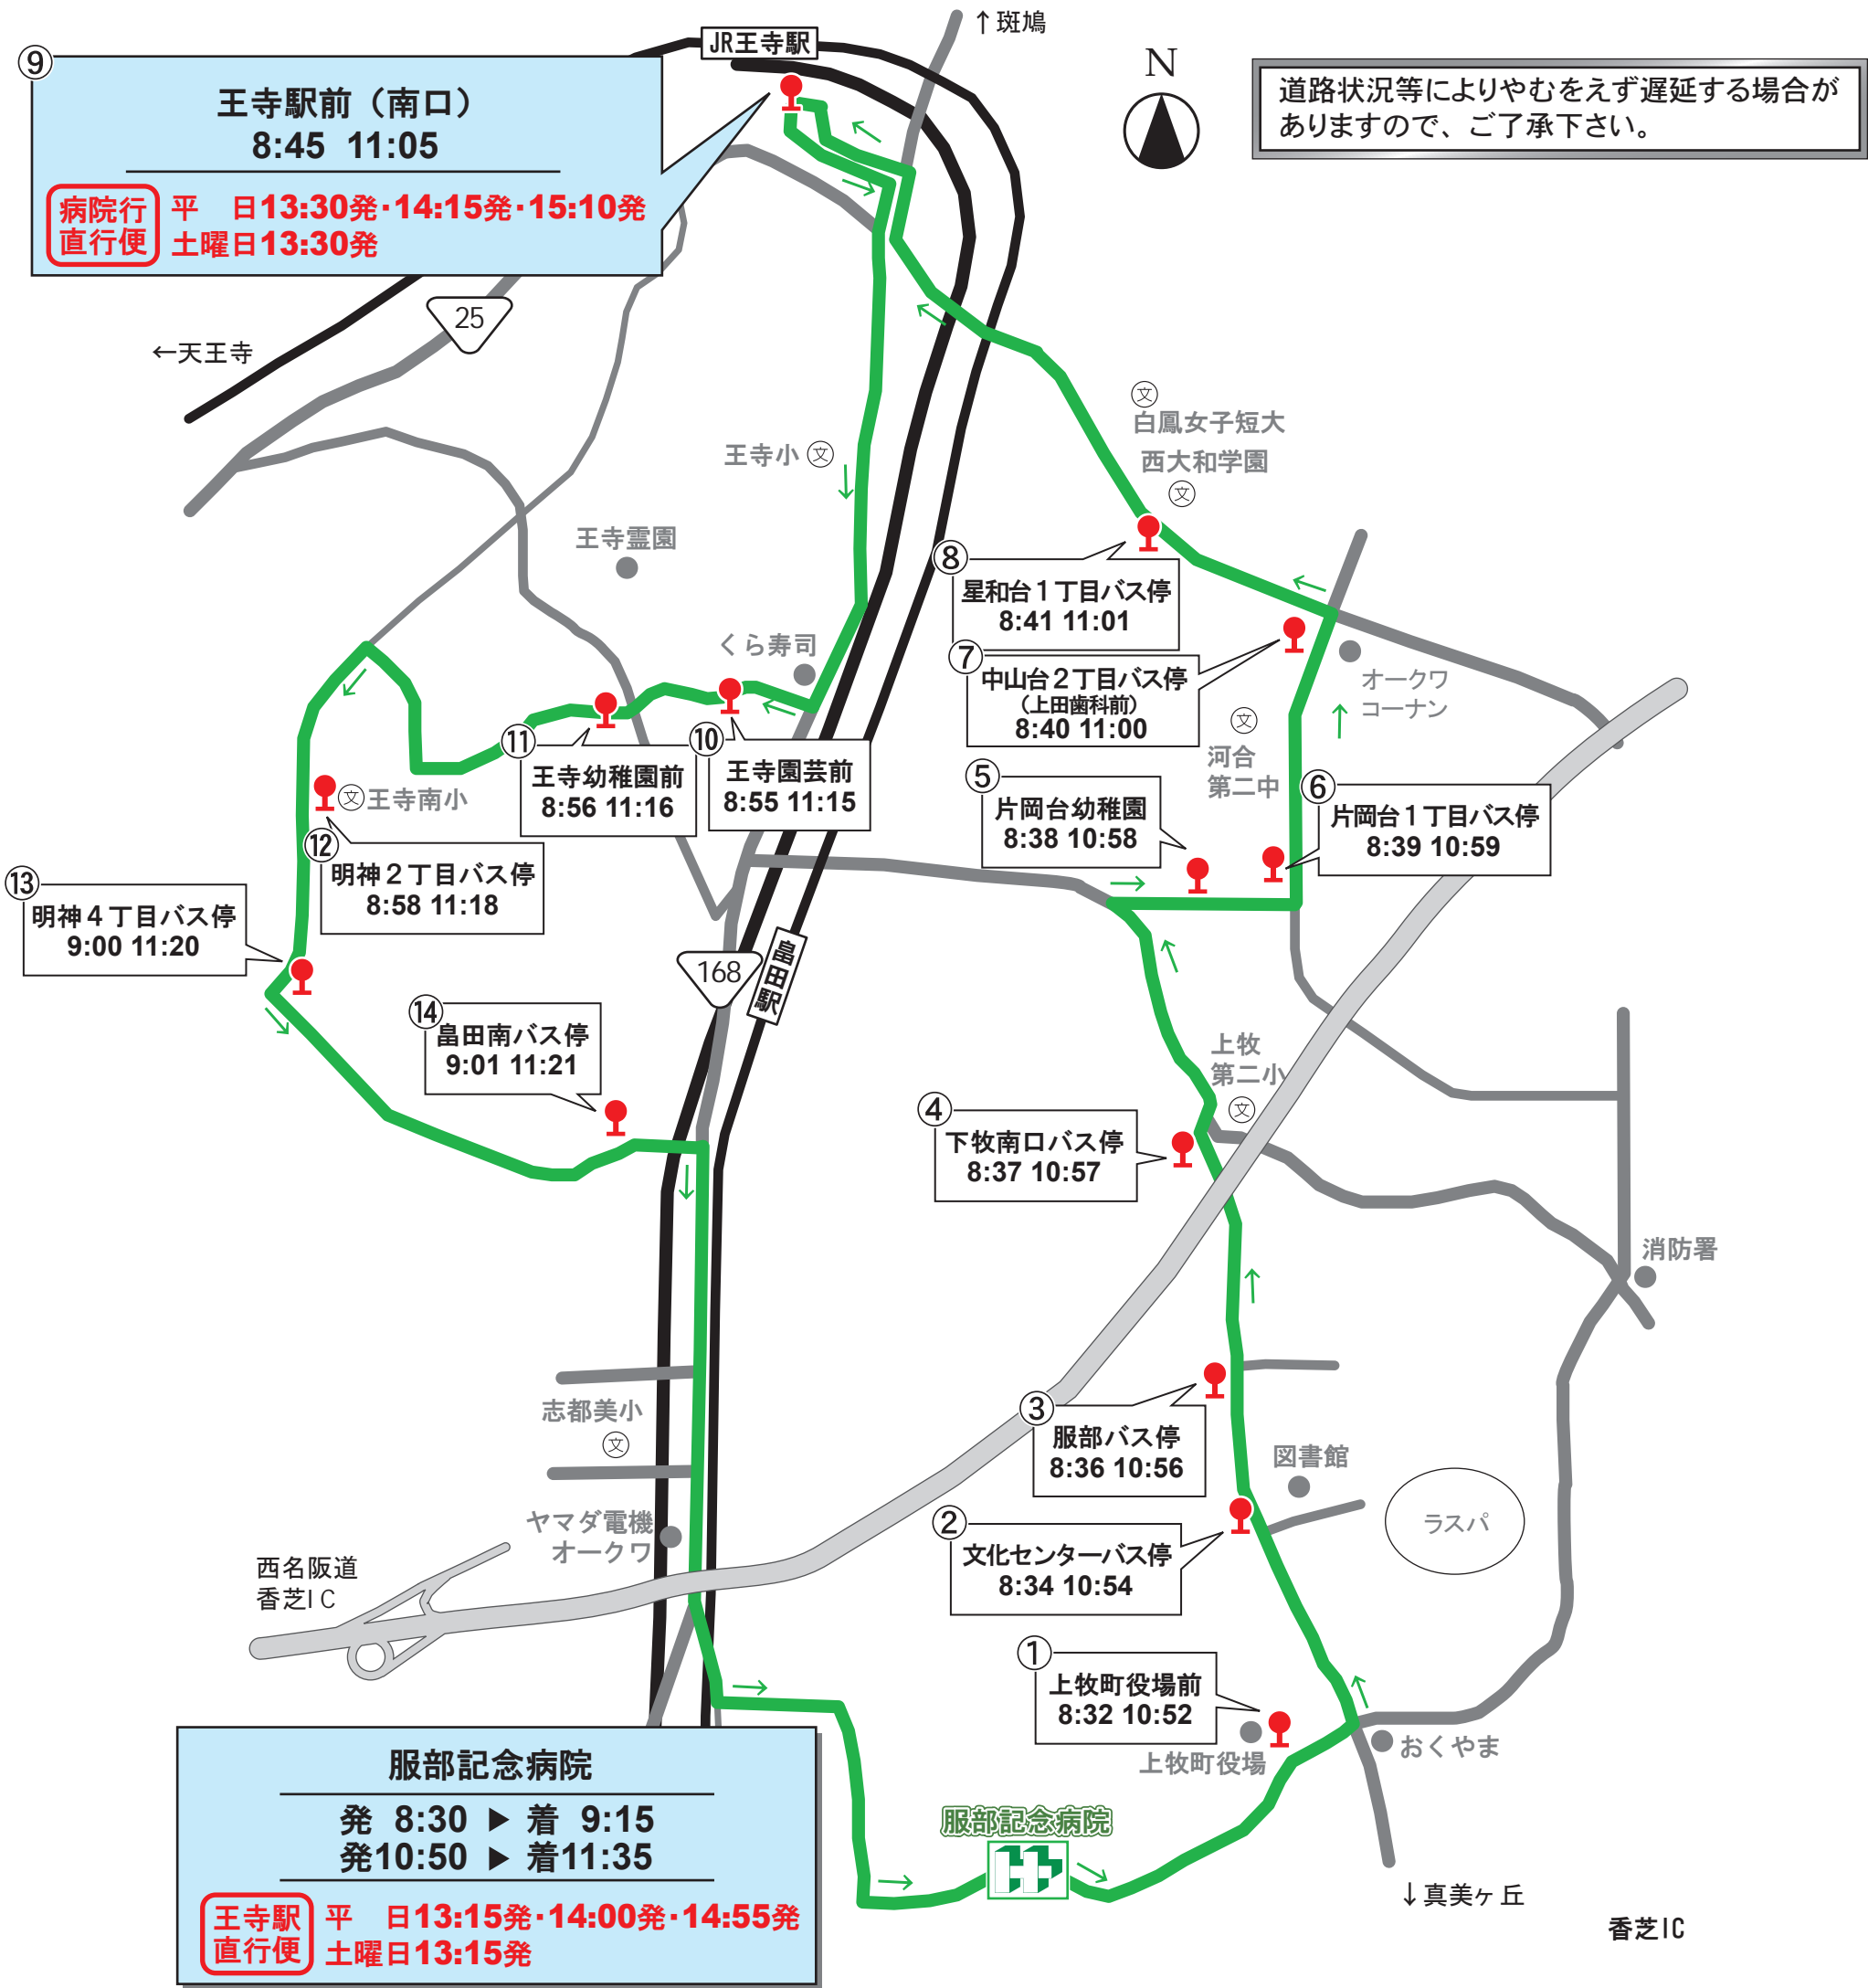 ↑斑鳩
JR王寺駅
N
道路状況等によりやむをえず遅延する場合が
ありますので、ご了承下さい。
⑨
王寺駅前（南口）
8:45 11:05
病院行
直行便
平　日13:30発・14:15発・15:10発
土曜日13:30発
25
←天王寺
文
白鳳女子短大
西大和学園
文
王寺小 文
王寺霊園
⑧
星和台１丁目バス停
8:41 11:01
くら寿司
⑦
中山台２丁目バス停
（上田歯科前）
8:40 11:00
オークワ
コーナン
文
河合
第二中
⑪
王寺幼稚園前
8:56 11:16
⑩
王寺園芸前
8:55 11:15
⑤
片岡台幼稚園
8:38 10:58
⑥
片岡台１丁目バス停
8:39 10:59
文 王寺南小
⑫
明神２丁目バス停
8:58 11:18
⑬
明神４丁目バス停
9:00 11:20
168
畠田駅
⑭
畠田南バス停
9:01 11:21
上牧
第二小
文
④
下牧南口バス停
8:37 10:57
消防署
志都美小
文
③
服部バス停
8:36 10:56
図書館
ラスパ
ヤマダ電機
オークワ
②
文化センターバス停
8:34 10:54
西名阪道
香芝IC
①
上牧町役場前
8:32 10:52
上牧町役場
おくやま
服部記念病院
発 8:30 ▶ 着 9:15
発10:50 ▶ 着11:35
王寺駅
直行便
平　日13:15発・14:00発・14:55発
土曜日13:15発
服部記念病院
H
↓真美ヶ丘
香芝IC